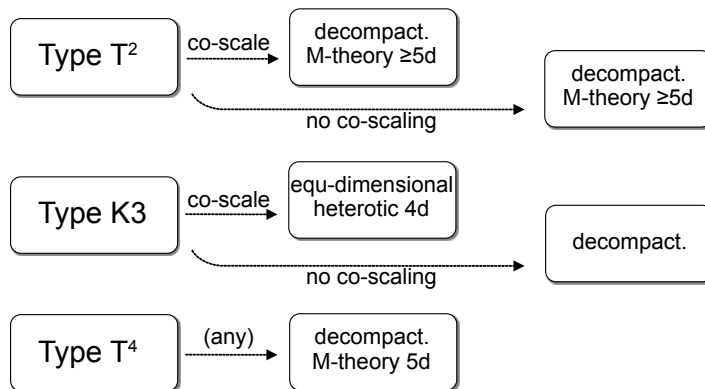 Type T²
co-scale
decompact.
M-theory ≥5d
no co-scaling
decompact.
M-theory ≥5d
Type K3
co-scale
equ-dimensional
heterotic 4d
no co-scaling
decompact.
Type T⁴
(any)
decompact.
M-theory 5d